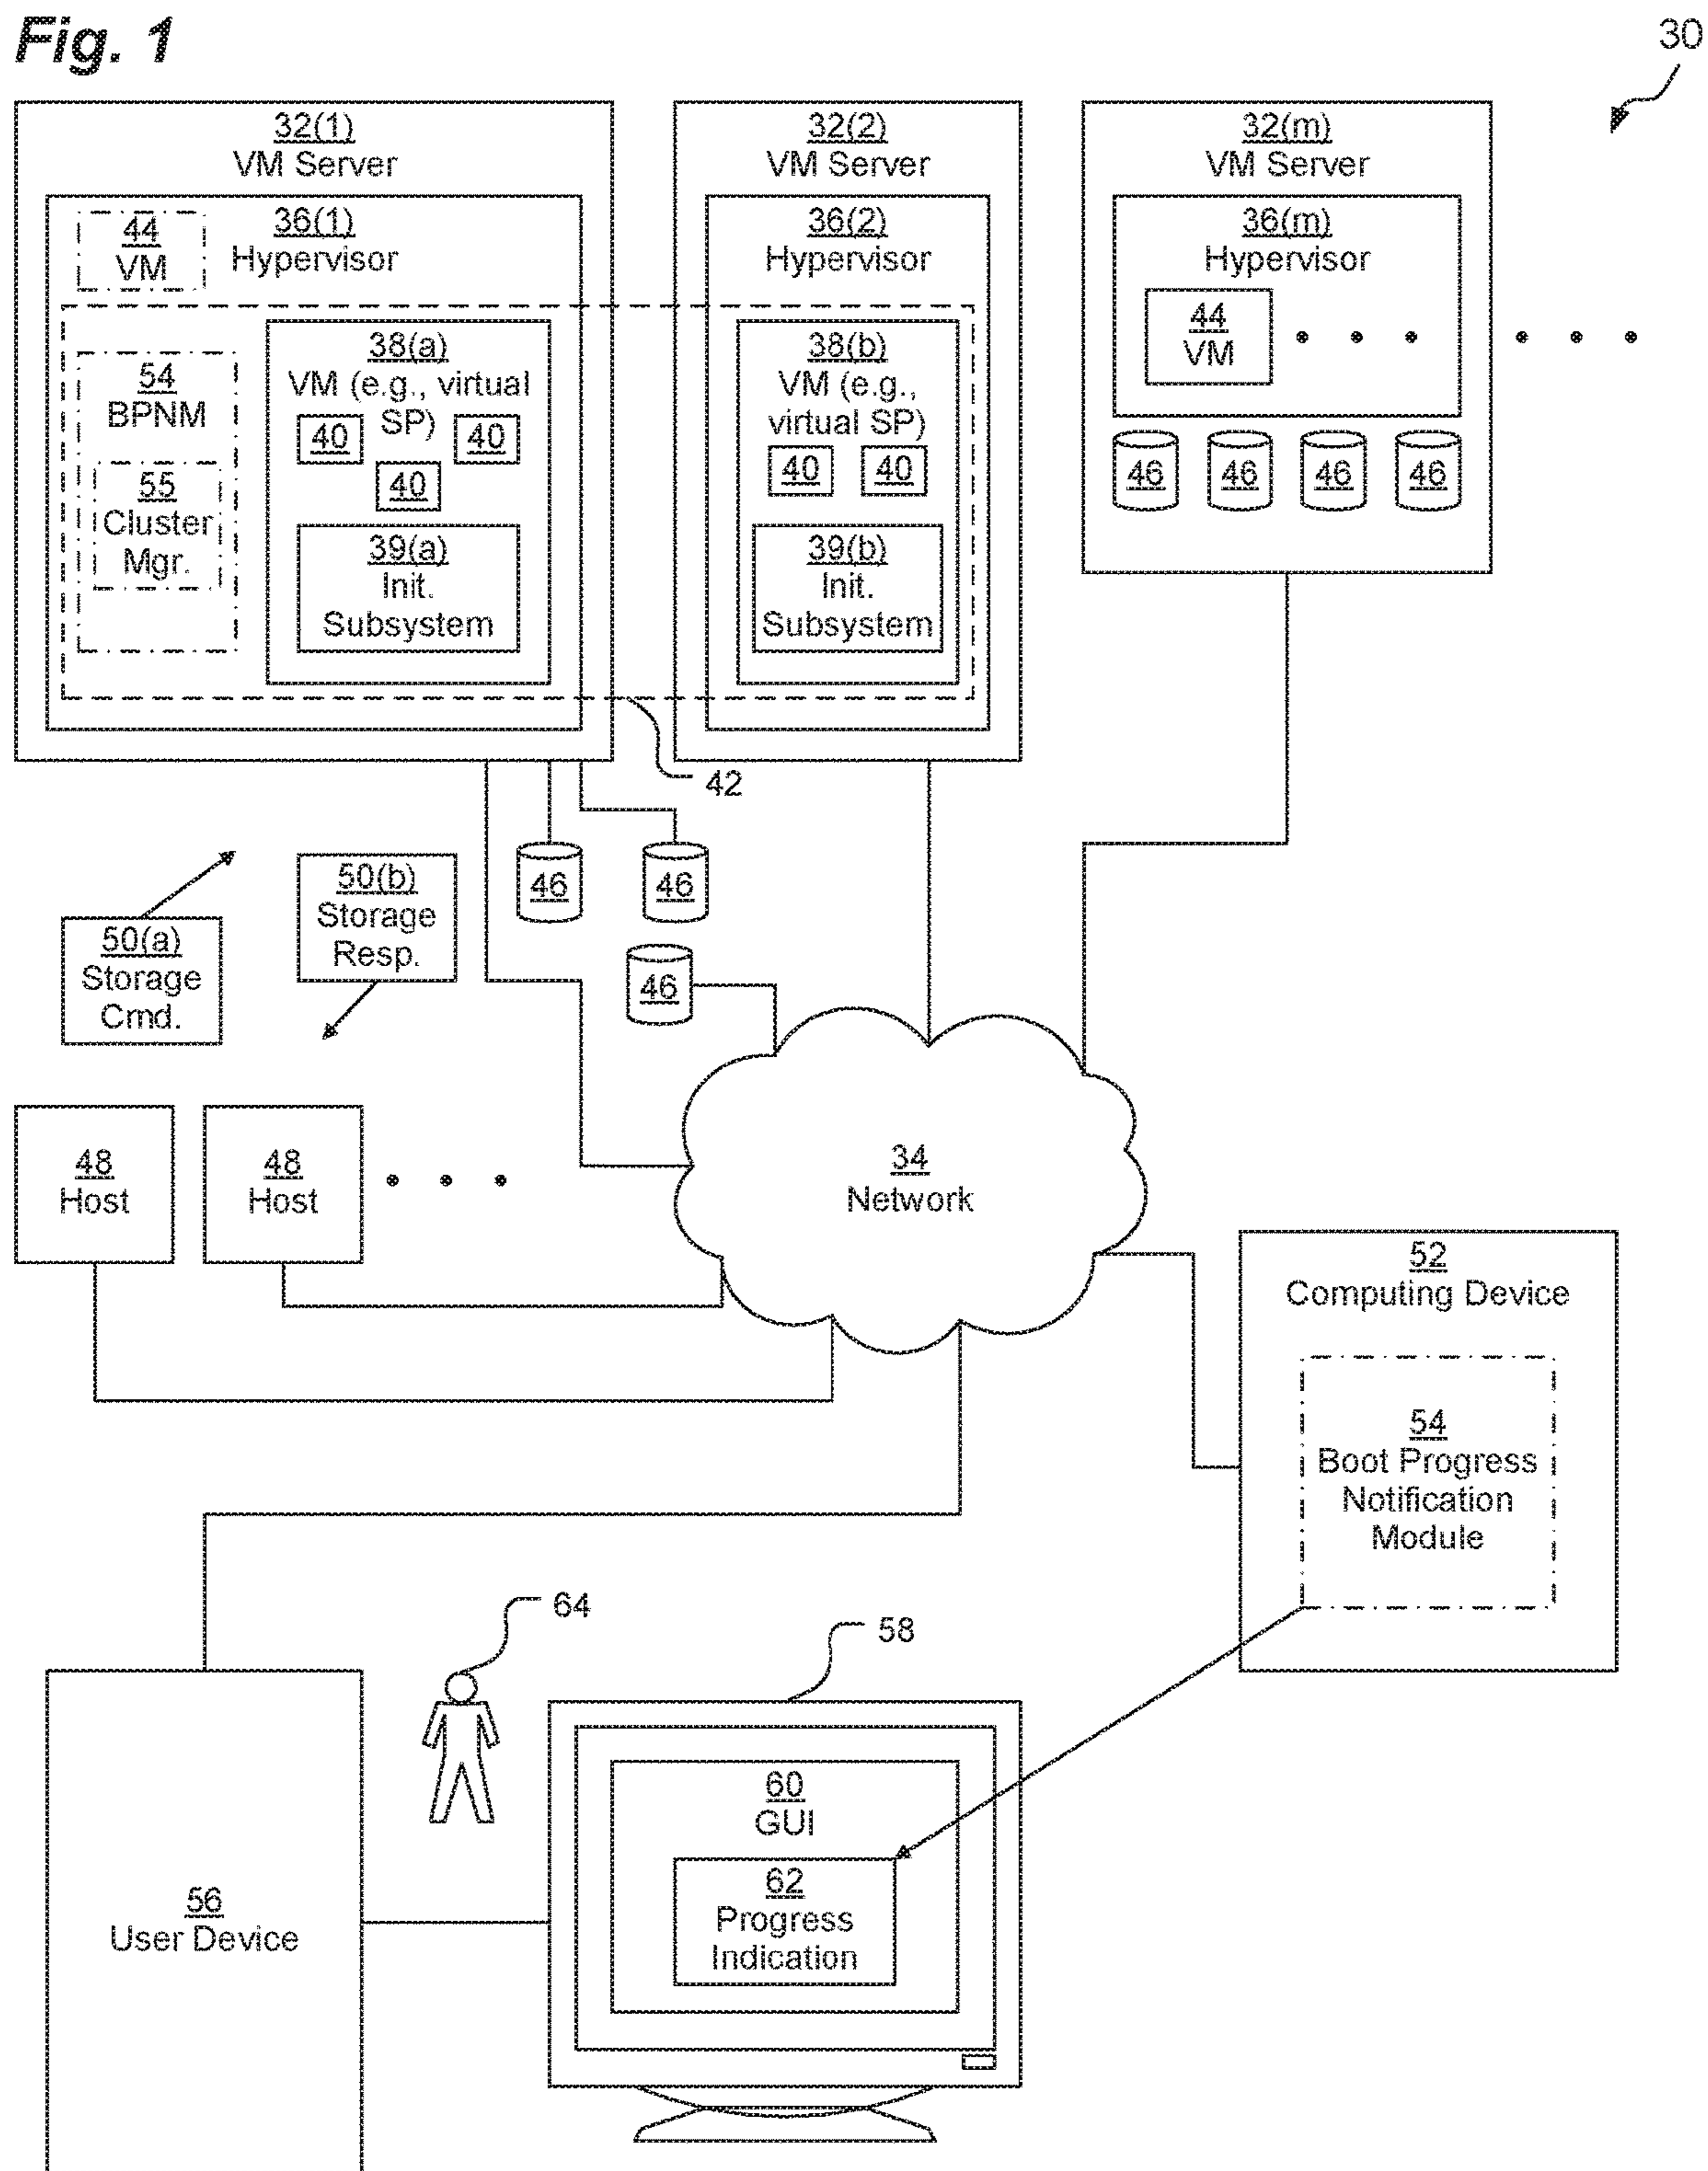 Fig. 1
30
32(1)
VM Server
36(1)
Hypervisor
44
VM
54
BPNM
55
Cluster
Mgr.
38(a)
VM (e.g., virtual
SP)
40
40
40
39(a)
Init.
Subsystem
32(2)
VM Server
36(2)
Hypervisor
38(b)
VM (e.g.,
virtual SP)
40
40
39(b)
Init.
Subsystem
32(m)
VM Server
36(m)
Hypervisor
44
VM
46
46
46
46
42
46
46
46
50(a)
Storage
Cmd.
50(b)
Storage
Resp.
48
Host
48
Host
34
Network
52
Computing Device
54
Boot Progress
Notification
Module
64
58
56
User Device
60
GUI
62
Progress
Indication